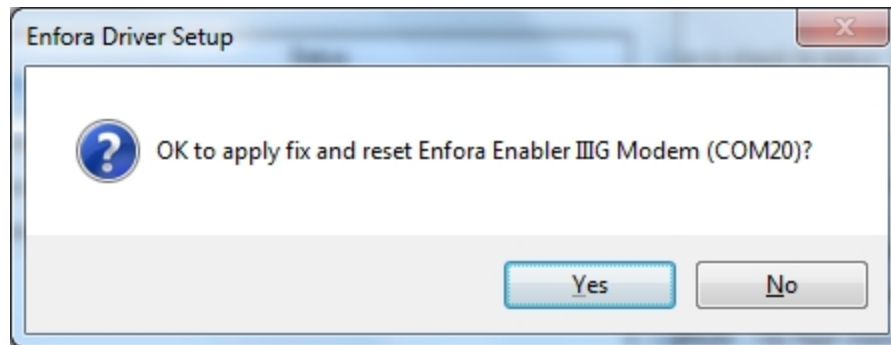 Enfora Driver Setup
OK to apply fix and reset Enfora Enabler IIIG Modem (COM20)?
Yes
No